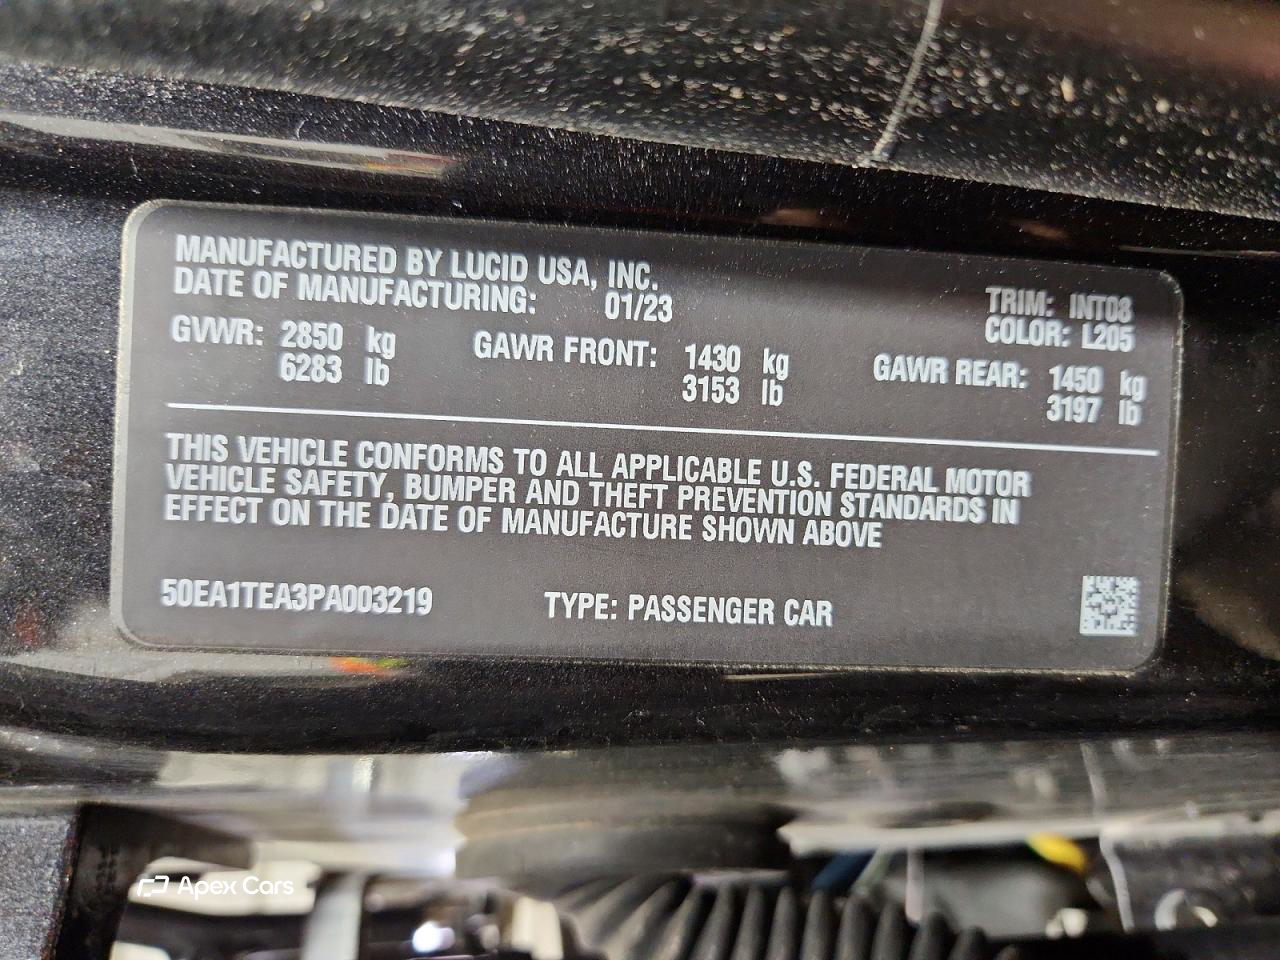 MANUFACTURED BY LUCID USA, INC.
DATE OF MANUFACTURING: 01/23
TRIM: INT08
COLOR: L205
GVWR: 2850 kg GAWR FRONT: 1430 kg GAWR REAR: 1450 kg
6283 lb 3153 lb 3197 lb
THIS VEHICLE CONFORMS TO ALL APPLICABLE U.S. FEDERAL MOTOR
VEHICLE SAFETY, BUMPER AND THEFT PREVENTION STANDARDS IN
EFFECT ON THE DATE OF MANUFACTURE SHOWN ABOVE
50EA1TEA3PA003219 TYPE: PASSENGER CAR
Apex Cars